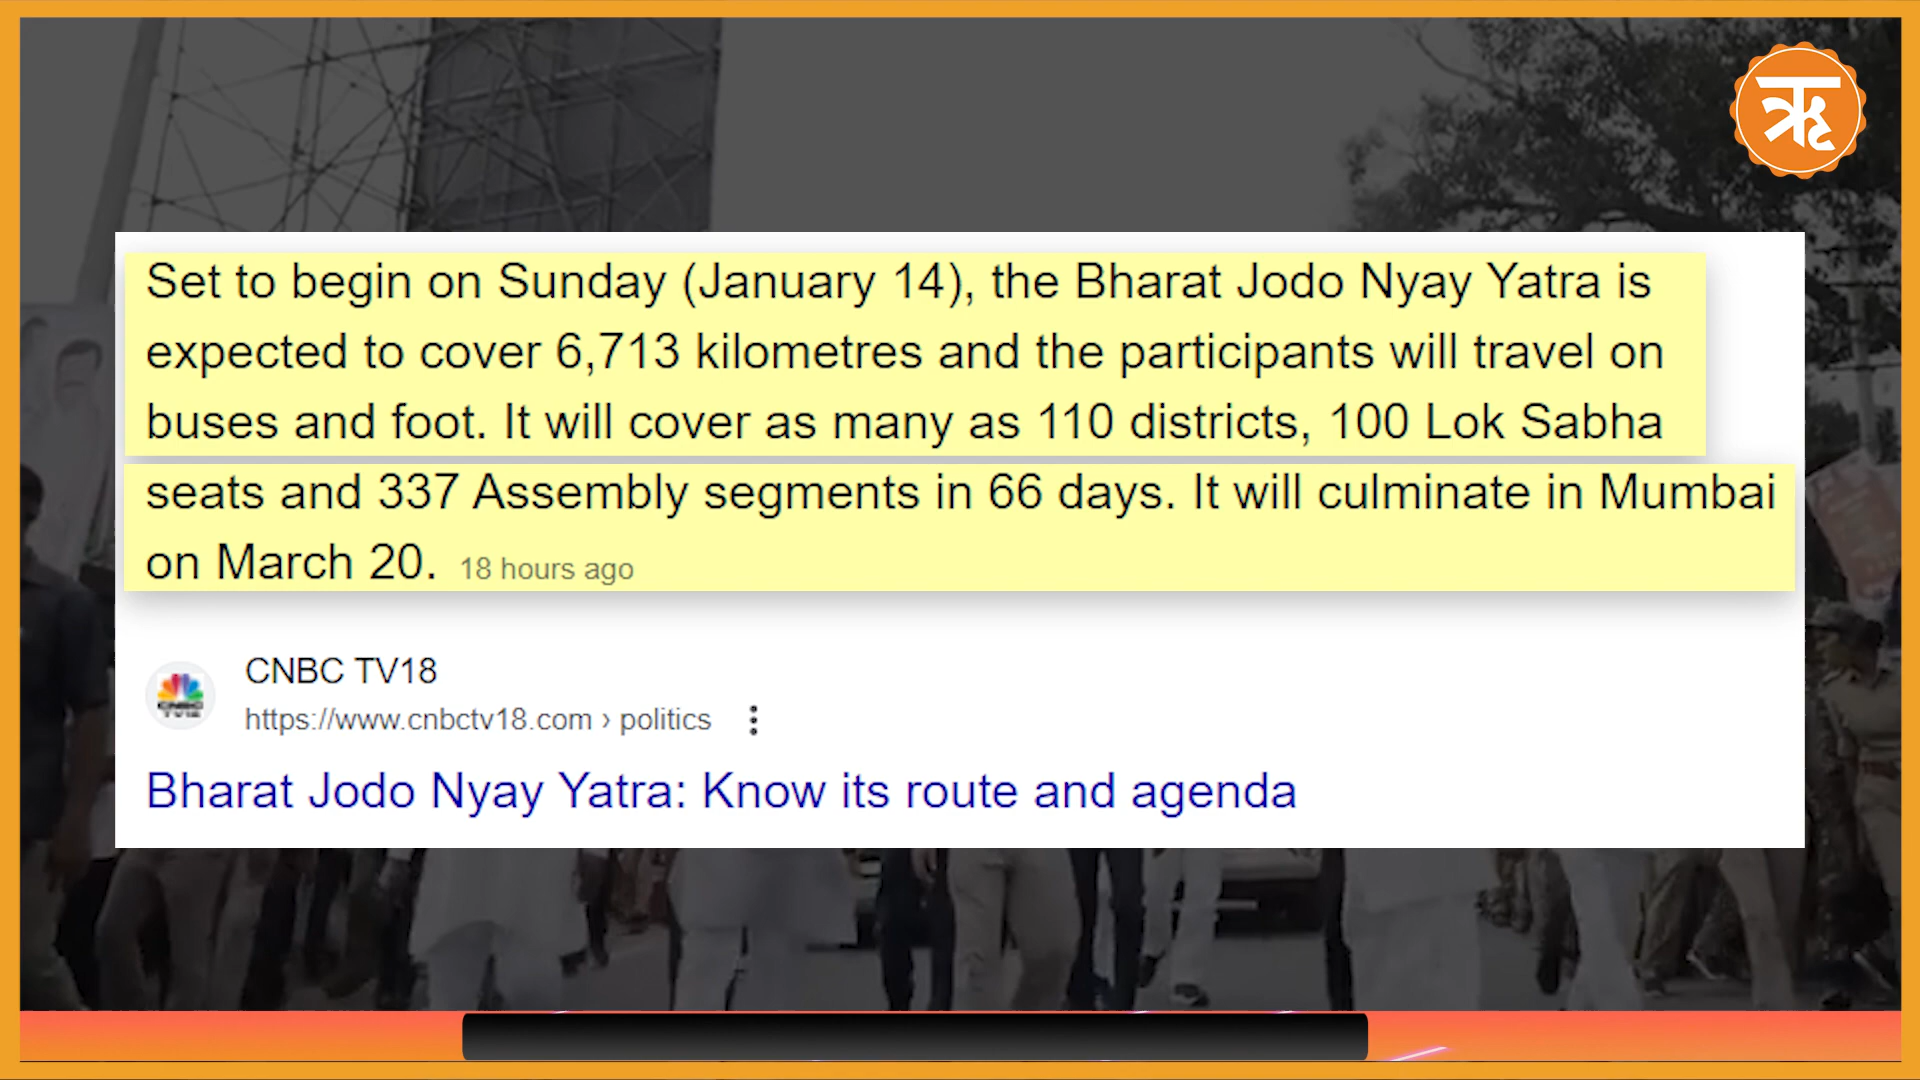 ऋ
Set to begin on Sunday (January 14), the Bharat Jodo Nyay Yatra is
expected to cover 6,713 kilometres and the participants will travel on
buses and foot. It will cover as many as 110 districts, 100 Lok Sabha
seats and 337 Assembly segments in 66 days. It will culminate in Mumbai
on March 20. 18 hours ago
CNBC TV18
CNBC
TV18
https://www.cnbctv18.com › politics
Bharat Jodo Nyay Yatra: Know its route and agenda